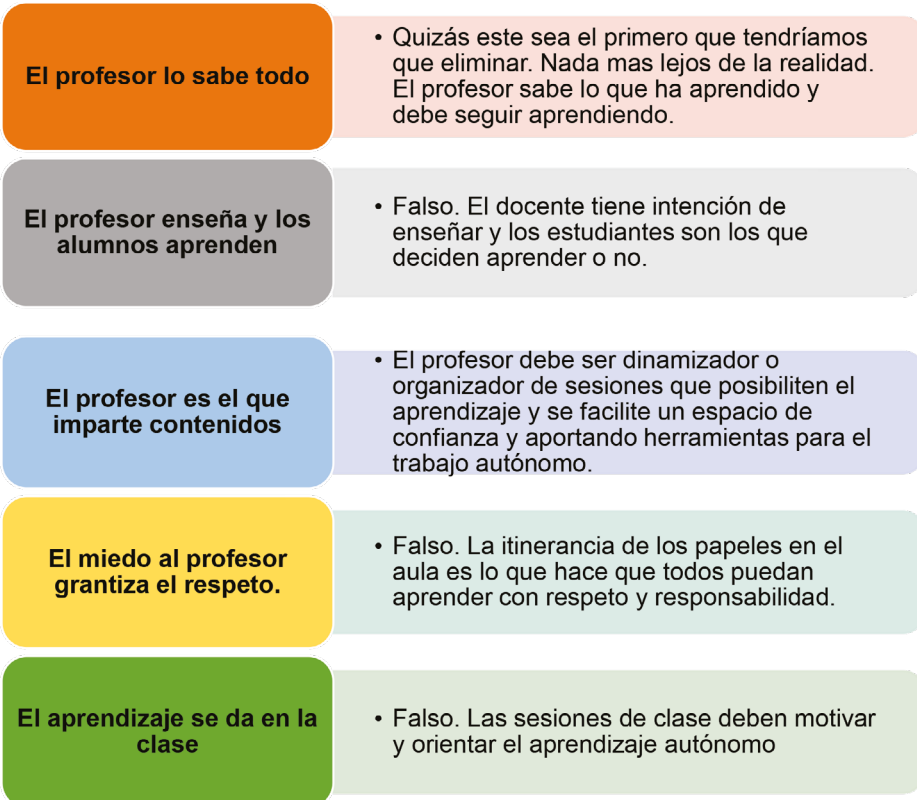 El profesor lo sabe todo
• Quizás este sea el primero que tendríamos
que eliminar. Nada mas lejos de la realidad.
El profesor sabe lo que ha aprendido y
debe seguir aprendiendo.
El profesor enseña y los
alumnos aprenden
• Falso. El docente tiene intención de
enseñar y los estudiantes son los que
deciden aprender o no.
El profesor es el que
imparte contenidos
• El profesor debe ser dinamizador o
organizador de sesiones que posibiliten el
aprendizaje y se facilite un espacio de
confianza y aportando herramientas para el
trabajo autónomo.
El miedo al profesor
grantiza el respeto.
• Falso. La itinerancia de los papeles en el
aula es lo que hace que todos puedan
aprender con respeto y responsabilidad.
El aprendizaje se da en la
clase
• Falso. Las sesiones de clase deben motivar
y orientar el aprendizaje autónomo